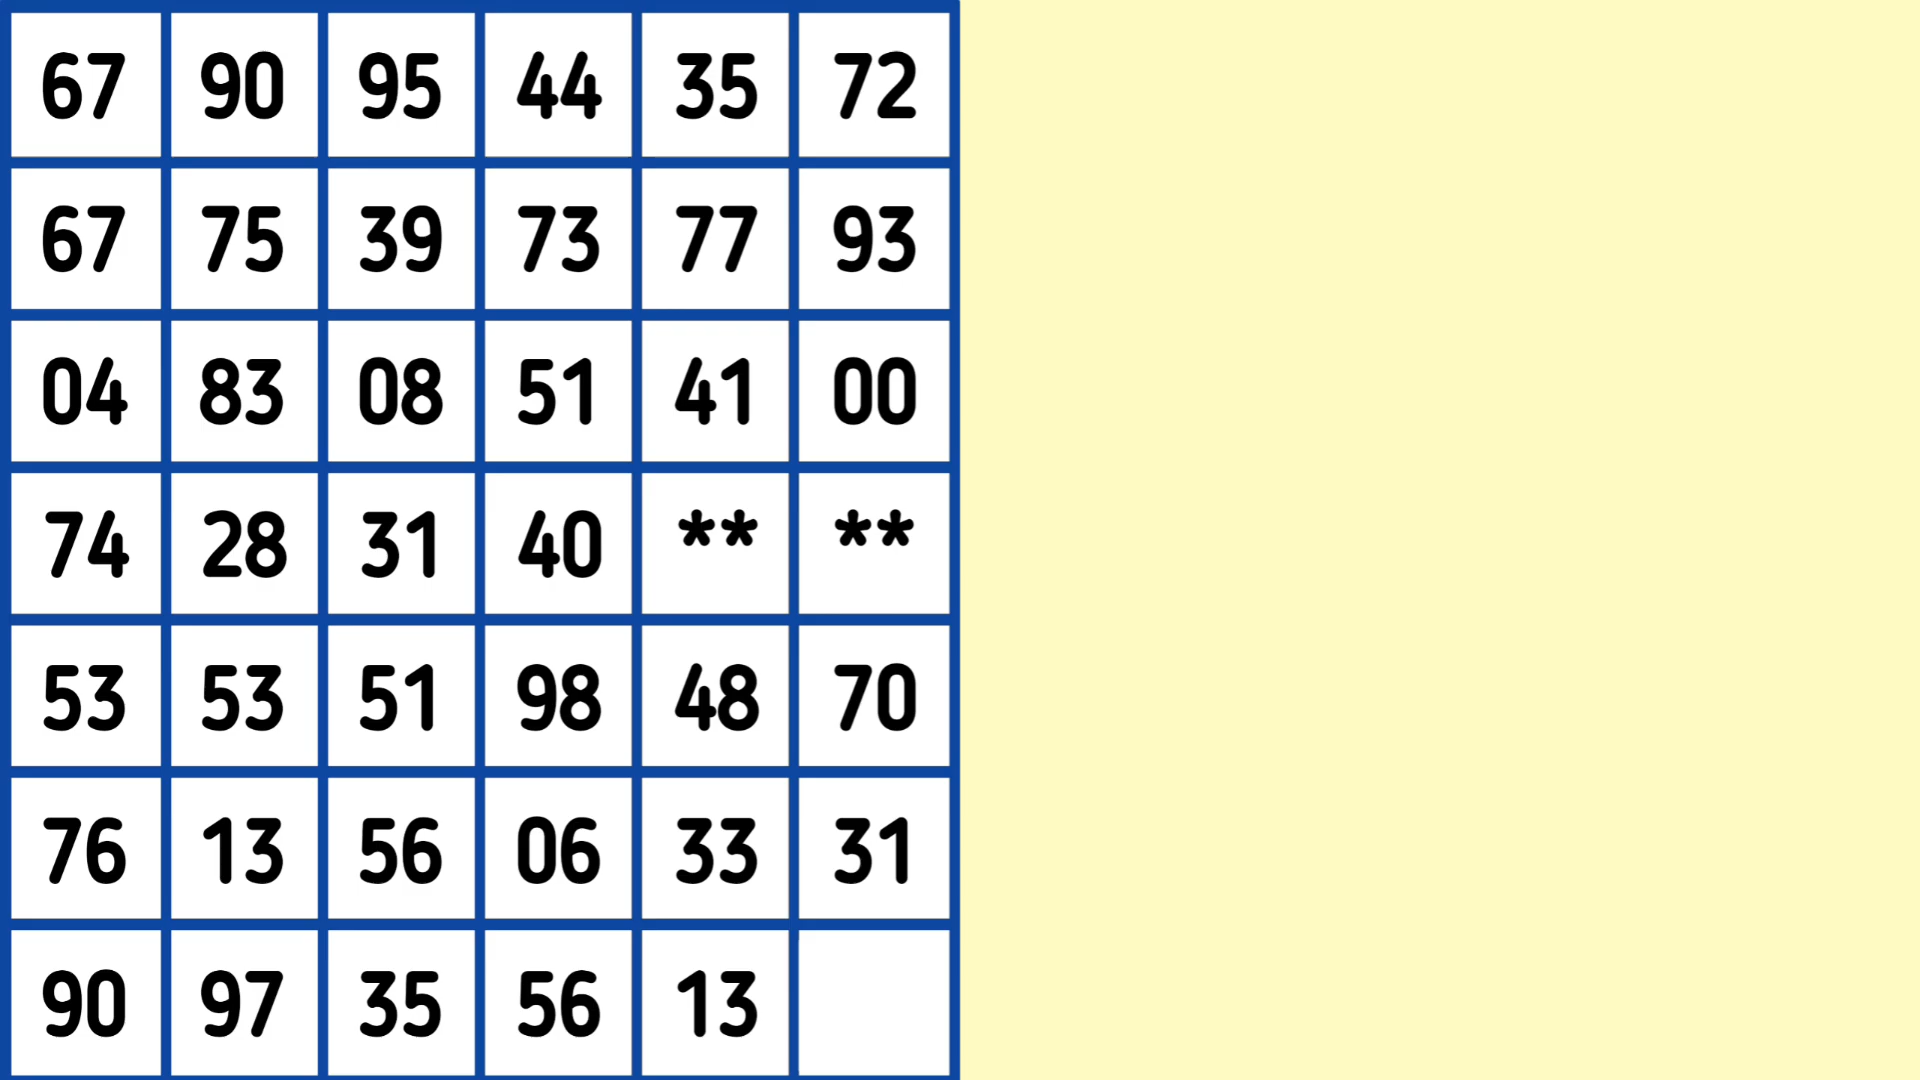 67 90 95 44 35 72
67 75 39 73 77 93
04 83 08 51 41 00
74 28 31 40 ** **
53 53 51 98 48 70
76 13 56 06 33 31
90 97 35 56 13